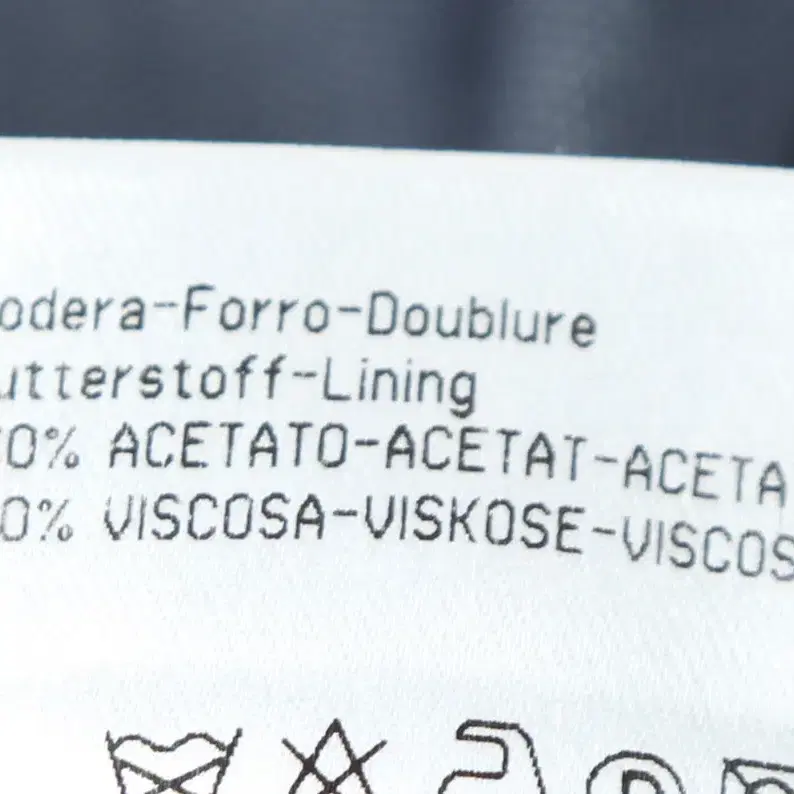 odera-Forro-Doublure
utterstoff-Lining
0% ACETATO-ACETAT-ACETA
0% VISCOSA-VISKOSE-VISCOS